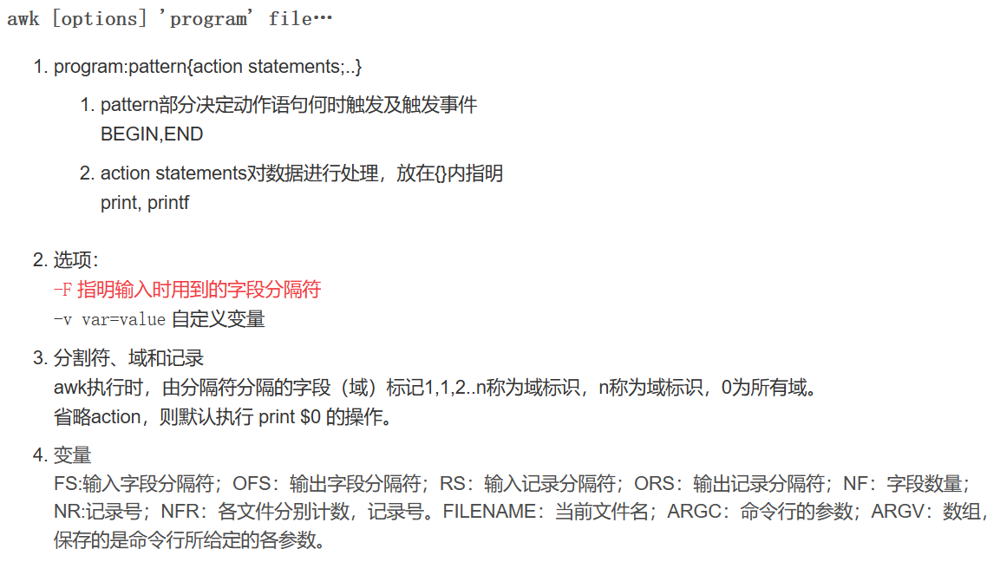 awk [options] 'program' file…
1. program:pattern{action statements;..}
1. pattern部分决定动作语句何时触发及触发事件
BEGIN,END
2. action statements对数据进行处理，放在{}内指明
print, printf
2. 选项：
-F 指明输入时用到的字段分隔符
-v var=value 自定义变量
3. 分割符、域和记录
awk执行时，由分隔符分隔的字段（域）标记1,1,2..n称为域标识，n称为域标识，0为所有域。
省略action，则默认执行 print $0 的操作。
4. 变量
FS:输入字段分隔符；OFS：输出字段分隔符；RS：输入记录分隔符；ORS：输出记录分隔符；NF：字段数量；
NR:记录号；NFR：各文件分别计数，记录号。FILENAME：当前文件名；ARGC：命令行的参数；ARGV：数组，
保存的是命令行所给定的各参数。